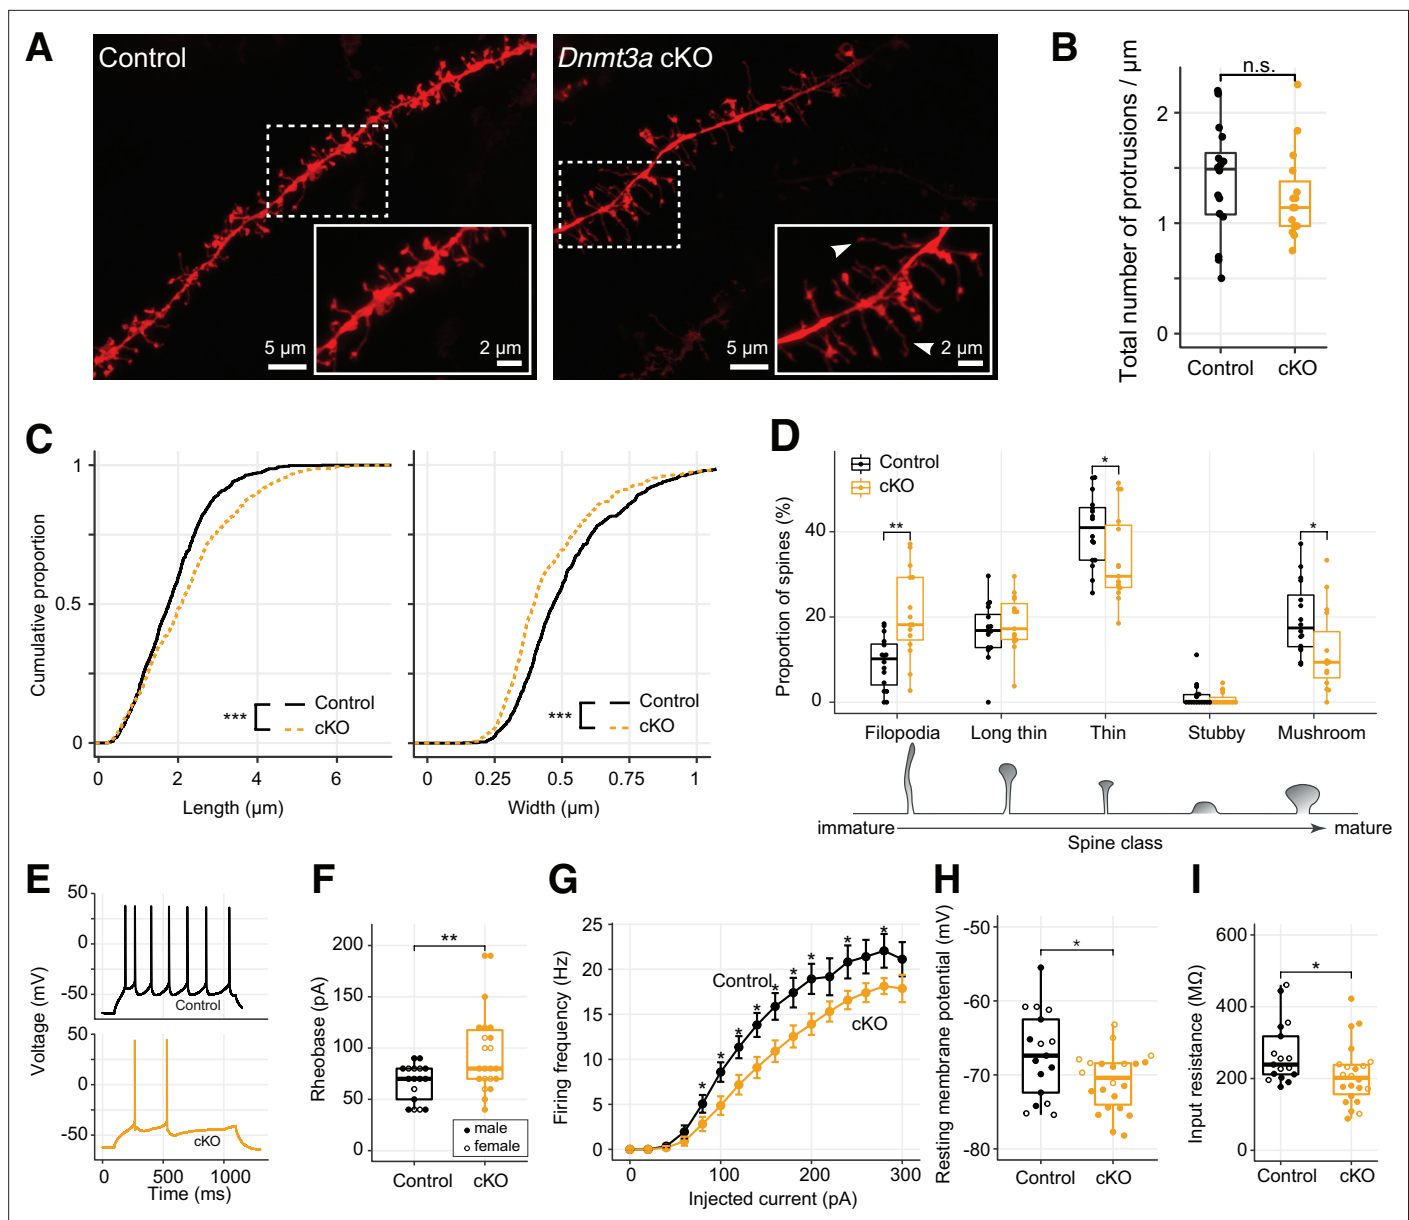 A
Control
5 µm
2 µm
Dnmt3a cKO
5 µm
2 µm
B
Total number of protrusions / µm
n.s.
2
1
0
Control
cKO
C
Cumulative proportion
1
0.5
0
***
Control
cKO
0
2
4
6
Length (µm)
***
Control
cKO
0
0.25
0.5
0.75
1
Width (µm)
D
Proportion of spines (%)
Control
cKO
40
20
0
**
*
*
Filopodia
Long thin
Thin
Stubby
Mushroom
immature
mature
Spine class
E
Voltage (mV)
50
0
-50
Control
50
0
-50
cKO
0
500
1000
Time (ms)
F
Rheobase (pA)
200
150
100
50
0
**
male
female
Control
cKO
G
Firing frequency (Hz)
25
20
15
10
5
0
Control
cKO
* * * * * * * * *
0
100
200
300
Injected current (pA)
H
Resting membrane potential (mV)
-50
-60
-70
-80
*
Control
cKO
I
Input resistance (MΩ)
600
400
200
0
*
Control
cKO